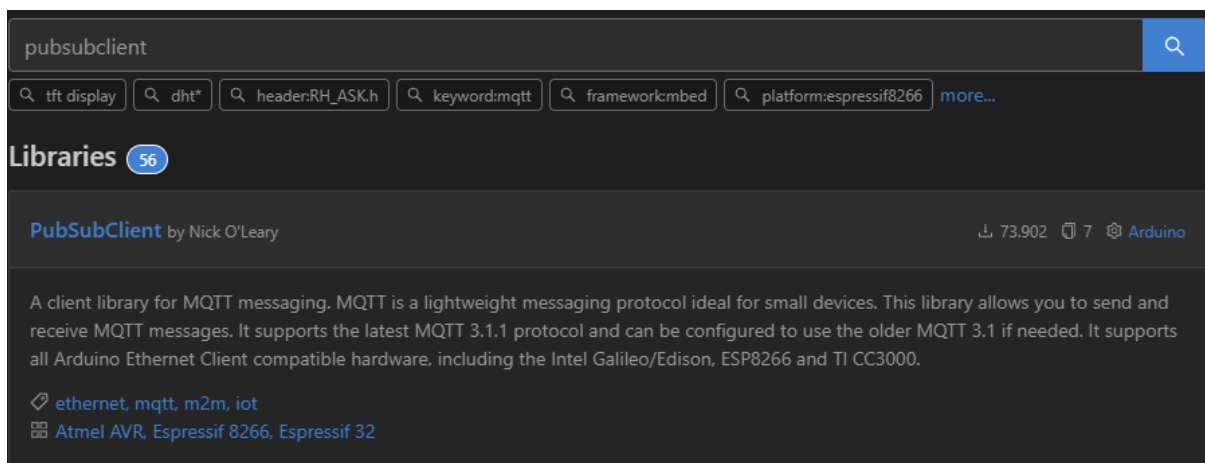 pubsubclient
tft display dht* header:RH_ASK.h keyword:mqtt framework:mbed platform:espressif8266 more...
Libraries 56
PubSubClient by Nick O'Leary 73.902 7 Arduino
A client library for MQTT messaging. MQTT is a lightweight messaging protocol ideal for small devices. This library allows you to send and
receive MQTT messages. It supports the latest MQTT 3.1.1 protocol and can be configured to use the older MQTT 3.1 if needed. It supports
all Arduino Ethernet Client compatible hardware, including the Intel Galileo/Edison, ESP8266 and TI CC3000.
ethernet, mqtt, m2m, iot
Atmel AVR, Espressif 8266, Espressif 32